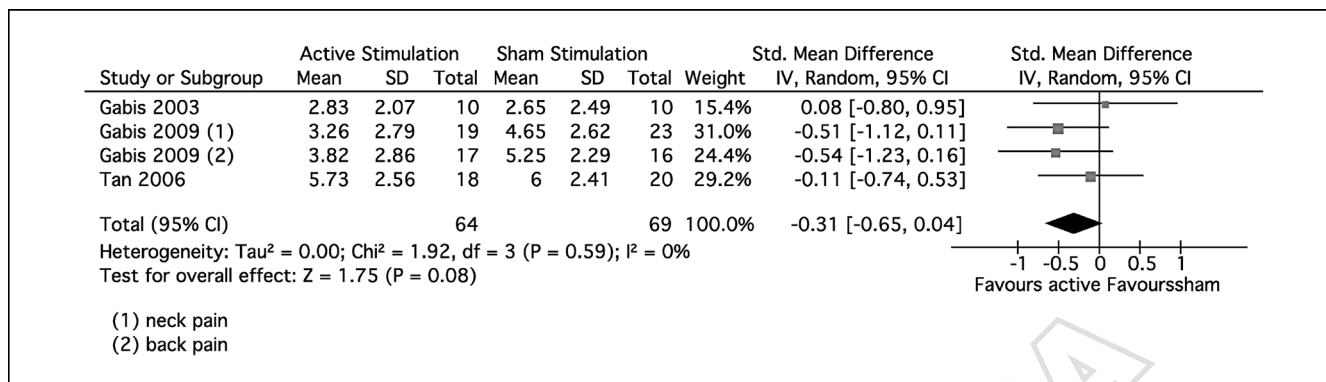 Active Stimulation Sham Stimulation Std. Mean Difference Std. Mean Difference
Study or Subgroup Mean SD Total Mean SD Total Weight IV, Random, 95% CI IV, Random, 95% CI
Gabis 2003 2.83 2.07 10 2.65 2.49 10 15.4% 0.08 [-0.80, 0.95]
Gabis 2009 (1) 3.26 2.79 19 4.65 2.62 23 31.0% -0.51 [-1.12, 0.11]
Gabis 2009 (2) 3.82 2.86 17 5.25 2.29 16 24.4% -0.54 [-1.23, 0.16]
Tan 2006 5.73 2.56 18 6 2.41 20 29.2% -0.11 [-0.74, 0.53]
Total (95% CI) 64 69 100.0% -0.31 [-0.65, 0.04]
Heterogeneity: Tau² = 0.00; Chi² = 1.92, df = 3 (P = 0.59); I² = 0%
Test for overall effect: Z = 1.75 (P = 0.08)
-1 -0.5 0 0.5 1
Favours active Favourssham
(1) neck pain
(2) back pain